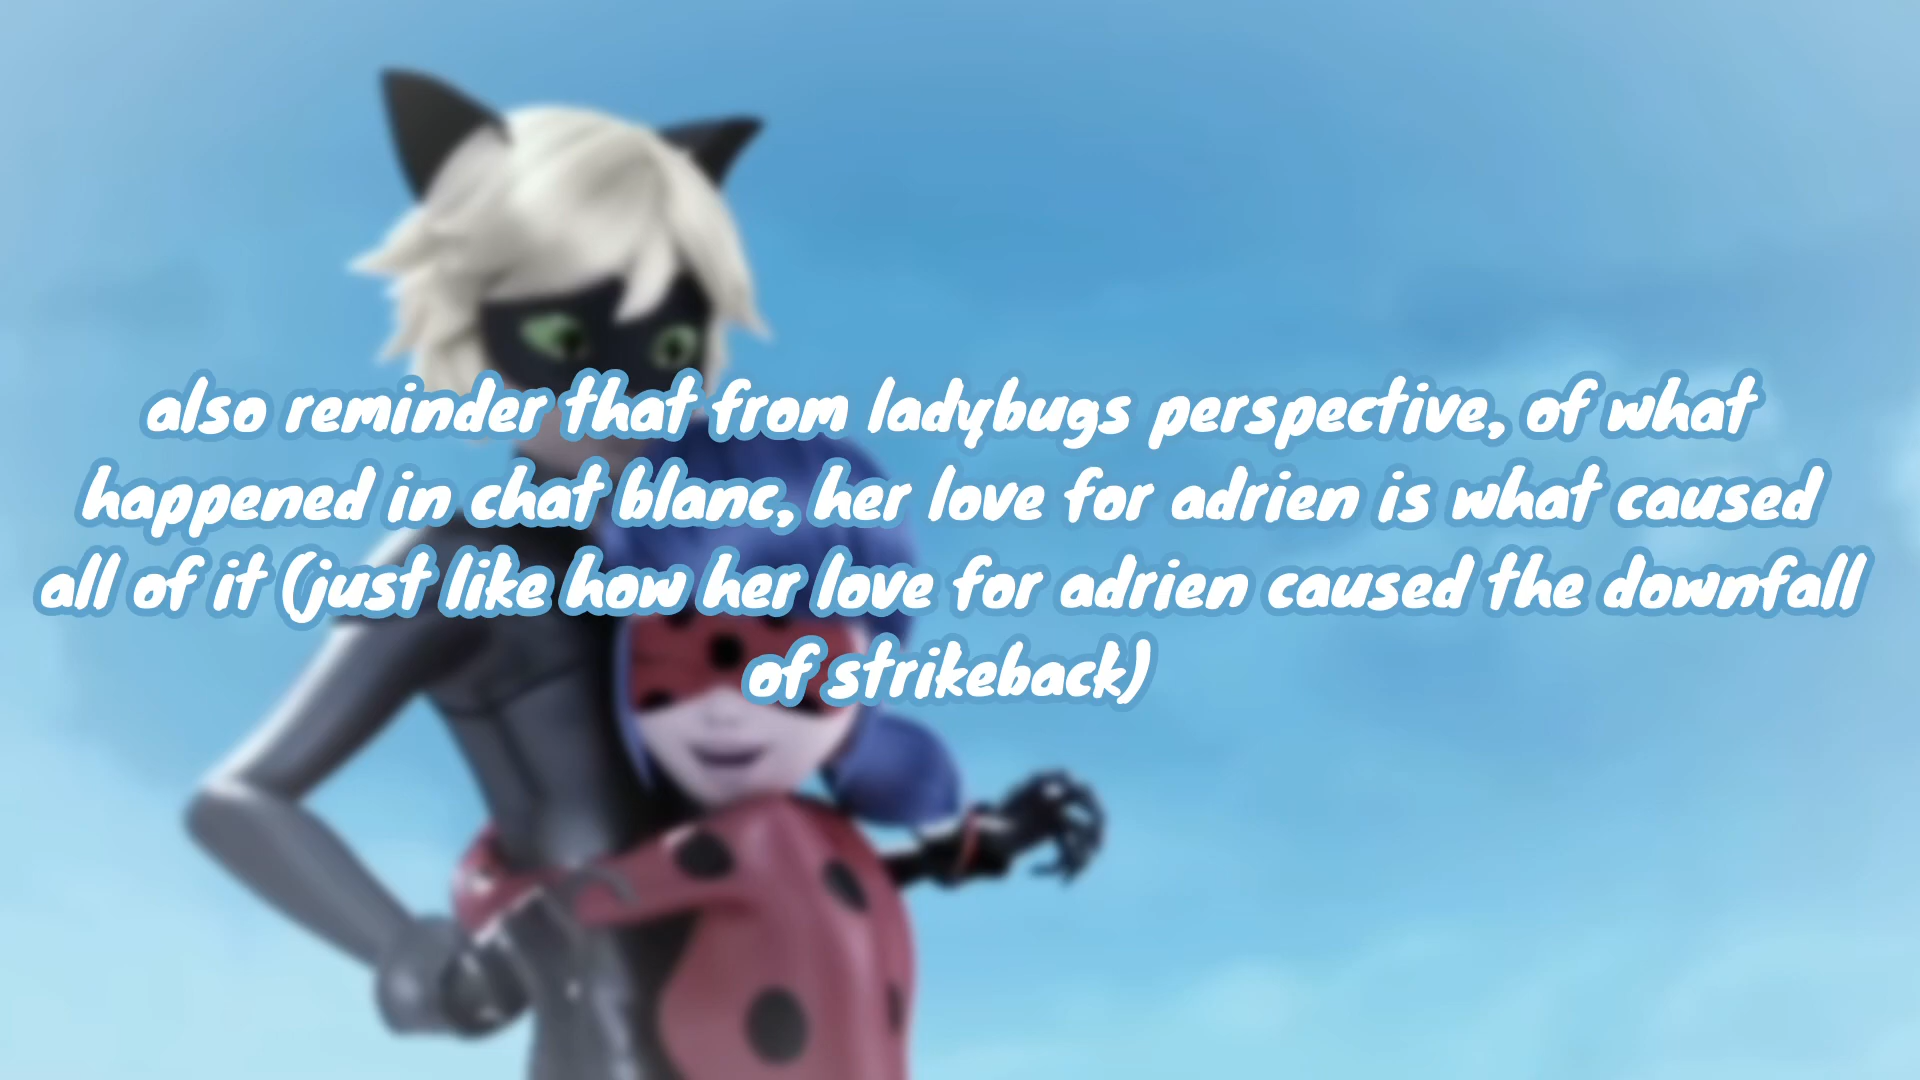 also reminder that from ladybugs perspective, of what
happened in chat blanc, her love for adrien is what caused
all of it (just like how her love for adrien caused the downfall
of strikeback)